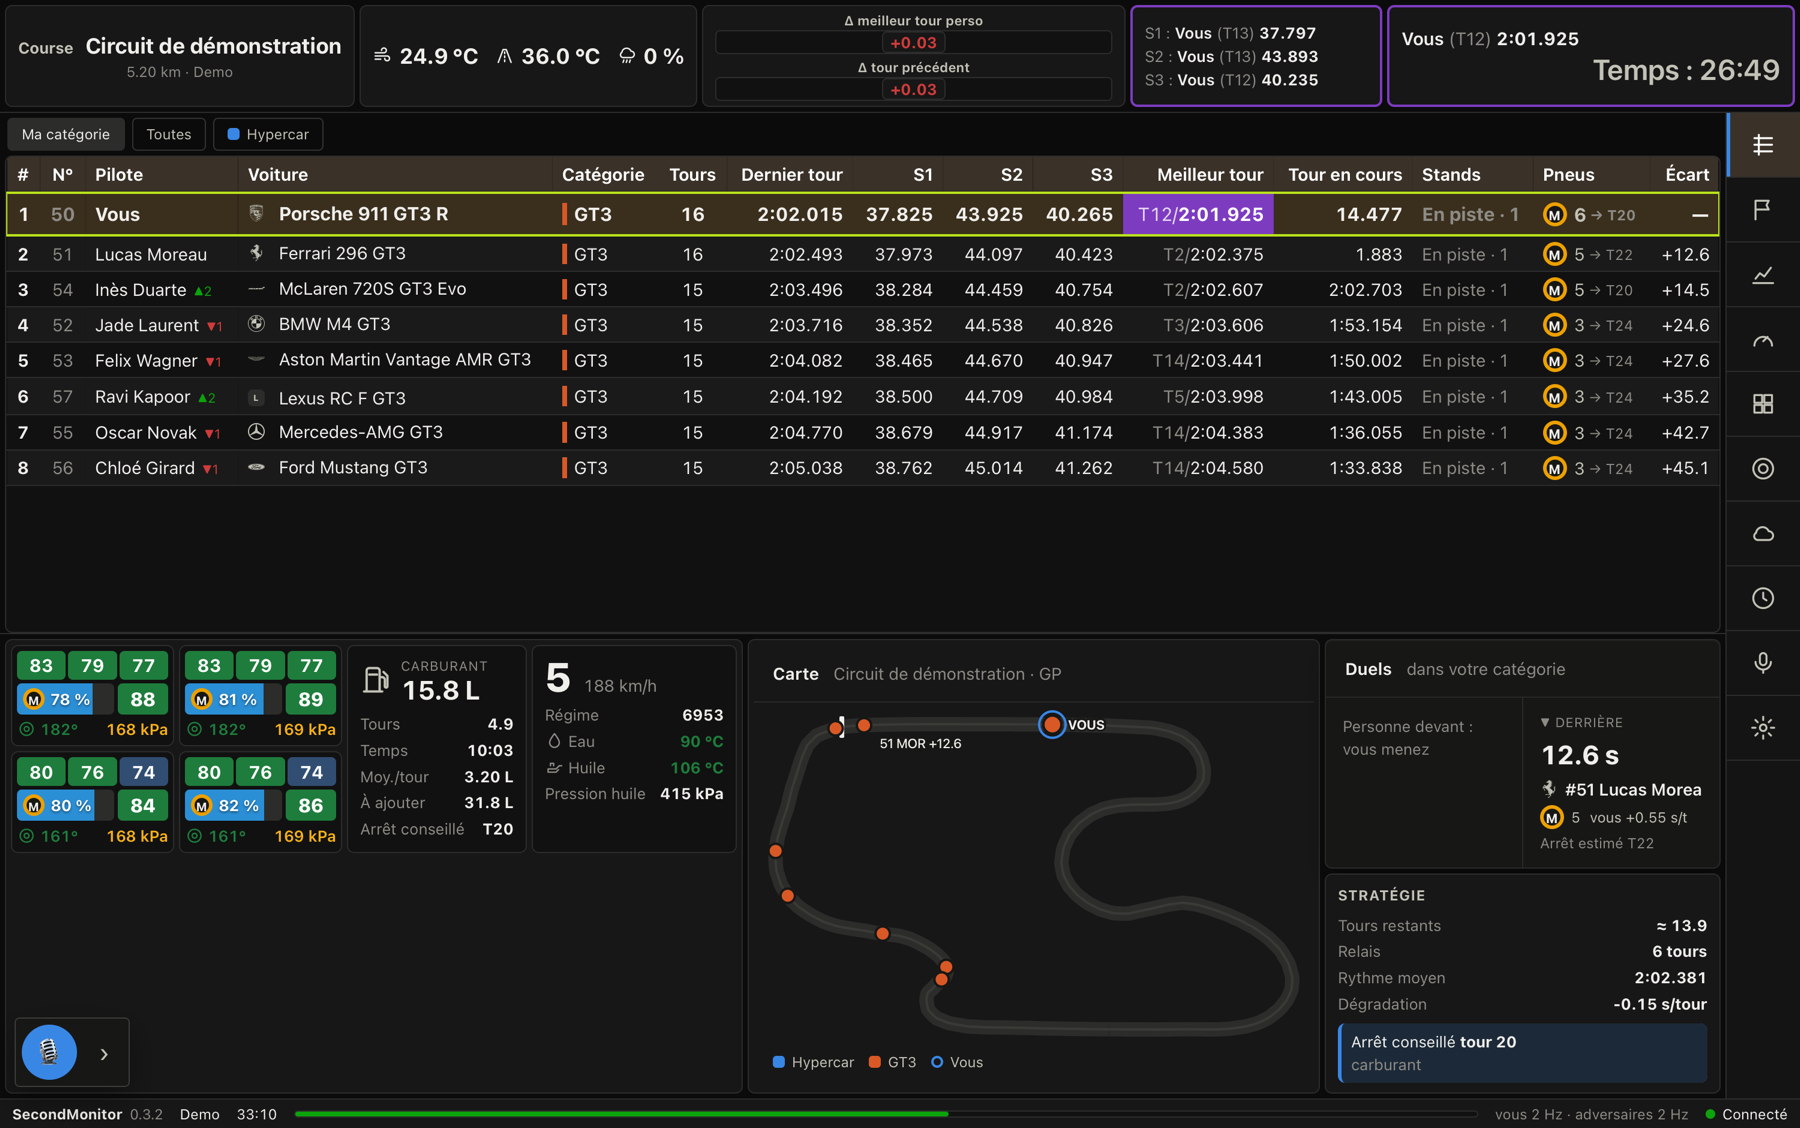 Course Circuit de démonstration
5.20 km · Demo
24.9 °C 36.0 °C 0 %
Δ meilleur tour perso
+0.03
Δ tour précédent
+0.03
S1 : Vous (T13) 37.797
S2 : Vous (T13) 43.893
S3 : Vous (T12) 40.235
Vous (T12) 2:01.925
Temps : 26:49
Ma catégorie Toutes Hypercar
# N° Pilote Voiture Catégorie Tours Dernier tour S1 S2 S3 Meilleur tour Tour en cours Stands Pneus Écart
1 50 Vous Porsche 911 GT3 R GT3 16 2:02.015 37.825 43.925 40.265 T12/2:01.925 14.477 En piste · 1 M 6 → T20 —
2 51 Lucas Moreau Ferrari 296 GT3 GT3 16 2:02.493 37.973 44.097 40.423 T2/2:02.375 1.883 En piste · 1 M 5 → T22 +12.6
3 54 Inès Duarte ▲2 McLaren 720S GT3 Evo GT3 15 2:03.496 38.284 44.459 40.754 T2/2:02.607 2:02.703 En piste · 1 M 5 → T20 +14.5
4 52 Jade Laurent ▼1 BMW M4 GT3 GT3 15 2:03.716 38.352 44.538 40.826 T3/2:03.606 1:53.154 En piste · 1 M 3 → T24 +24.6
5 53 Felix Wagner ▼1 Aston Martin Vantage AMR GT3 GT3 15 2:04.082 38.465 44.670 40.947 T14/2:03.441 1:50.002 En piste · 1 M 3 → T24 +27.6
6 57 Ravi Kapoor ▲2 L Lexus RC F GT3 GT3 15 2:04.192 38.500 44.709 40.984 T5/2:03.998 1:43.005 En piste · 1 M 3 → T24 +35.2
7 55 Oscar Novak ▼1 Mercedes-AMG GT3 GT3 15 2:04.770 38.679 44.917 41.174 T14/2:04.383 1:36.055 En piste · 1 M 3 → T24 +42.7
8 56 Chloé Girard ▼1 Ford Mustang GT3 GT3 15 2:05.038 38.762 45.014 41.262 T14/2:04.580 1:33.838 En piste · 1 M 3 → T24 +45.1
83 79 77
M 78 % 88
182° 168 kPa
83 79 77
M 81 % 89
182° 169 kPa
80 76 74
M 80 % 84
161° 168 kPa
80 76 74
M 82 % 86
161° 169 kPa
CARBURANT
15.8 L
Tours 4.9
Temps 10:03
Moy./tour 3.20 L
À ajouter 31.8 L
Arrêt conseillé T20
5 188 km/h
Régime 6953
Eau 90 °C
Huile 106 °C
Pression huile 415 kPa
Carte Circuit de démonstration · GP
VOUS
51 MOR +12.6
Hypercar GT3 Vous
Duels dans votre catégorie
Personne devant :
vous menez
▼ DERRIÈRE
12.6 s
#51 Lucas Morea
M 5 vous +0.55 s/t
Arrêt estimé T22
STRATÉGIE
Tours restants ≈ 13.9
Relais 6 tours
Rythme moyen 2:02.381
Dégradation -0.15 s/tour
Arrêt conseillé tour 20
carburant
SecondMonitor 0.3.2 Demo 33:10 vous 2 Hz · adversaires 2 Hz Connecté